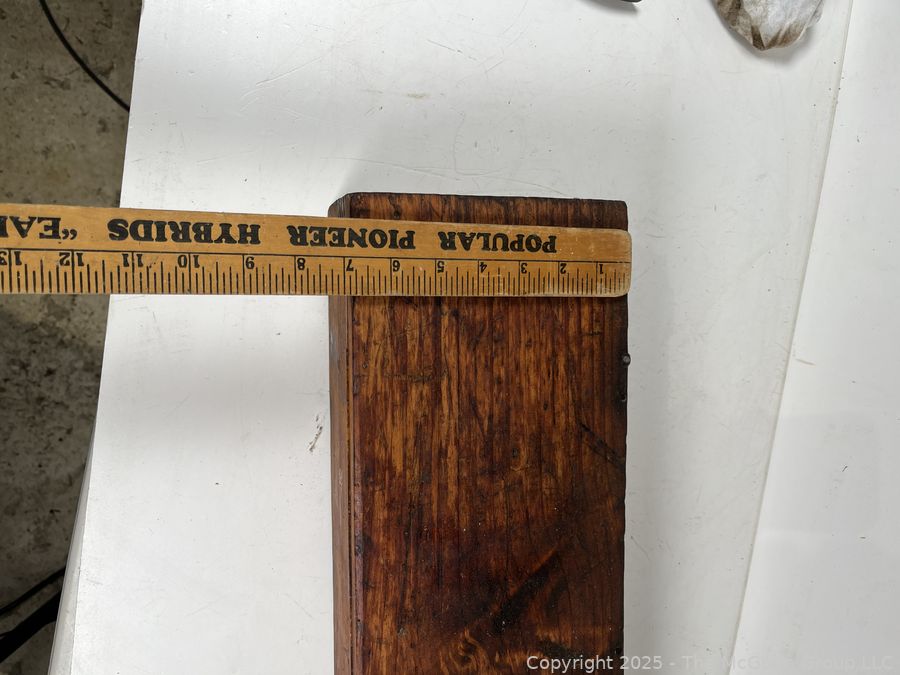 POPULAR PIONEER HYBRIDS "EA
1 2 3 4 5 6 7 8 9 10 11 12 13
Copyright 2025 - The McGrew Group LLC